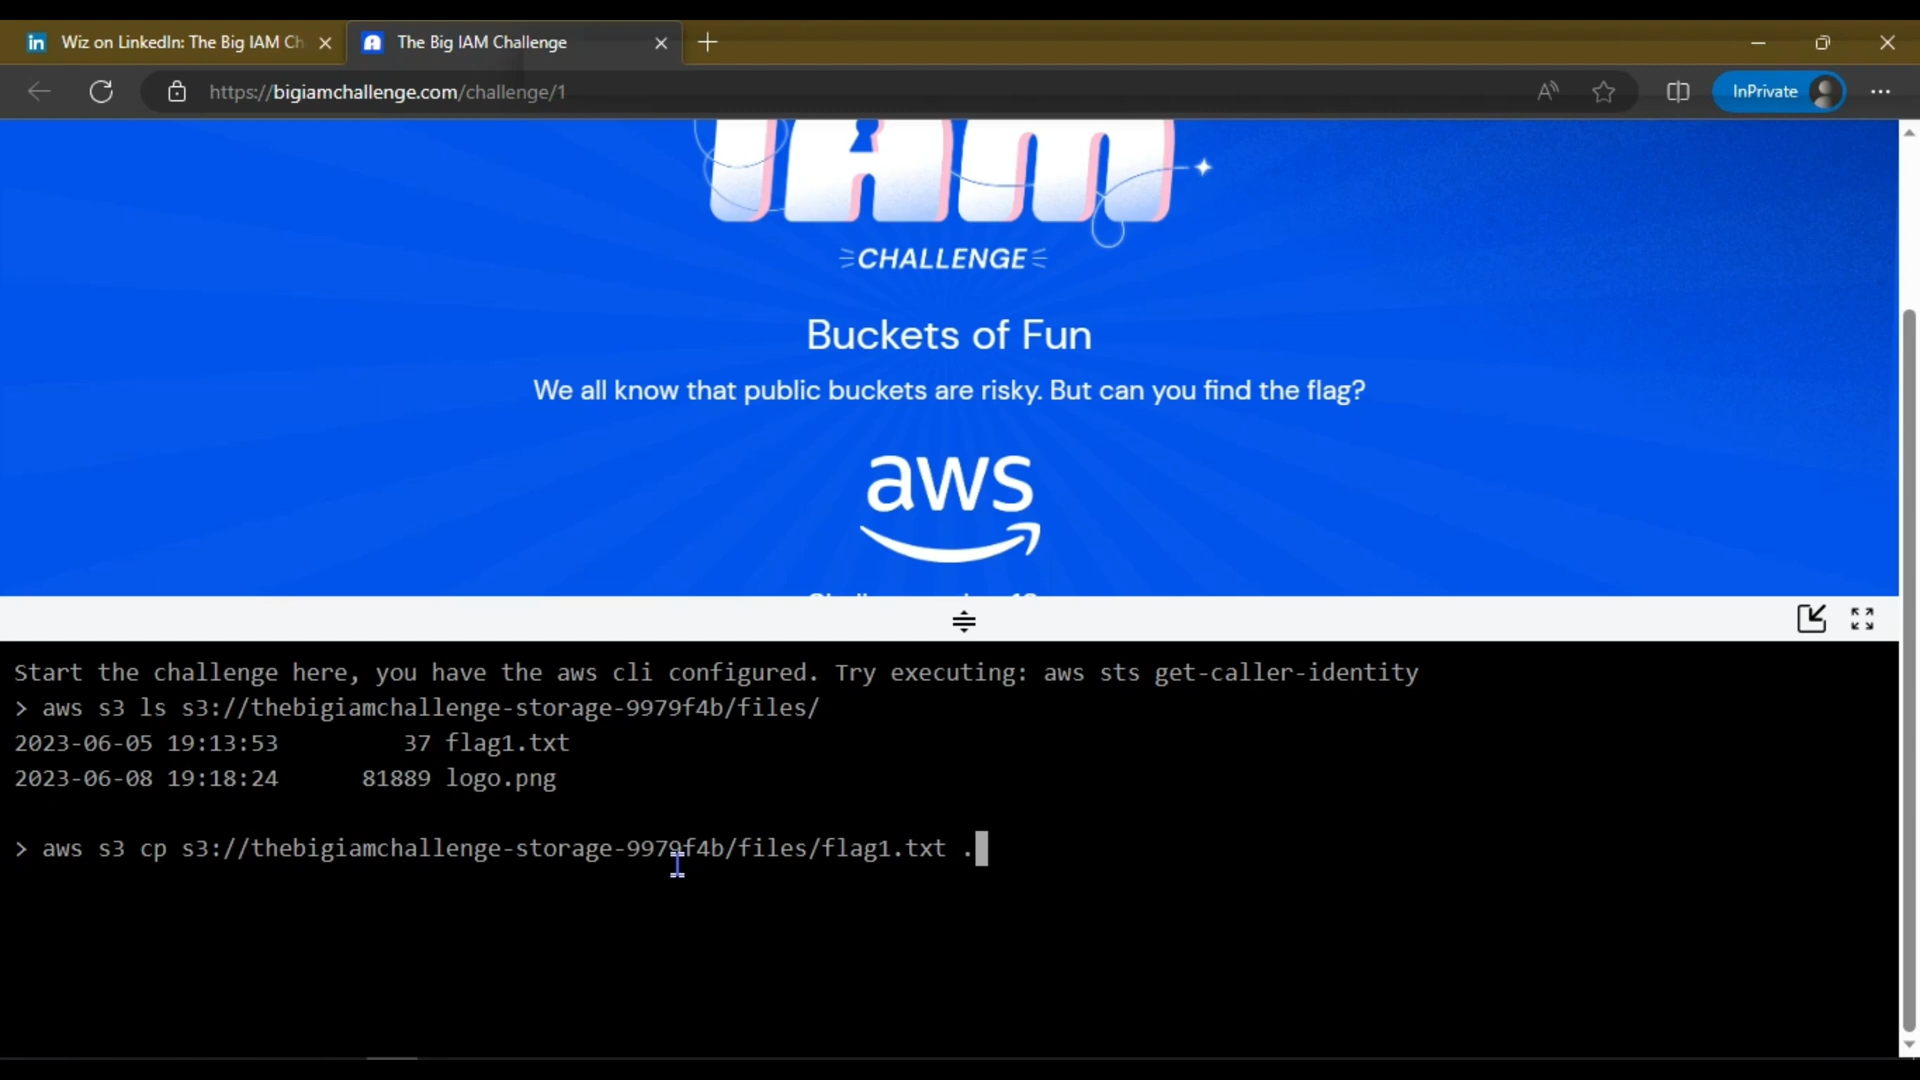 Wiz on LinkedIn: The Big IAM Ch
The Big IAM Challenge
https://bigiamchallenge.com/challenge/1
InPrivate
IAM
CHALLENGE
Buckets of Fun
We all know that public buckets are risky. But can you find the flag?
aws
Start the challenge here, you have the aws cli configured. Try executing: aws sts get-caller-identity
> aws s3 ls s3://thebigiamchallenge-storage-9979f4b/files/
2023-06-05 19:13:53 37 flag1.txt
2023-06-08 19:18:24 81889 logo.png
> aws s3 cp s3://thebigiamchallenge-storage-9979f4b/files/flag1.txt .